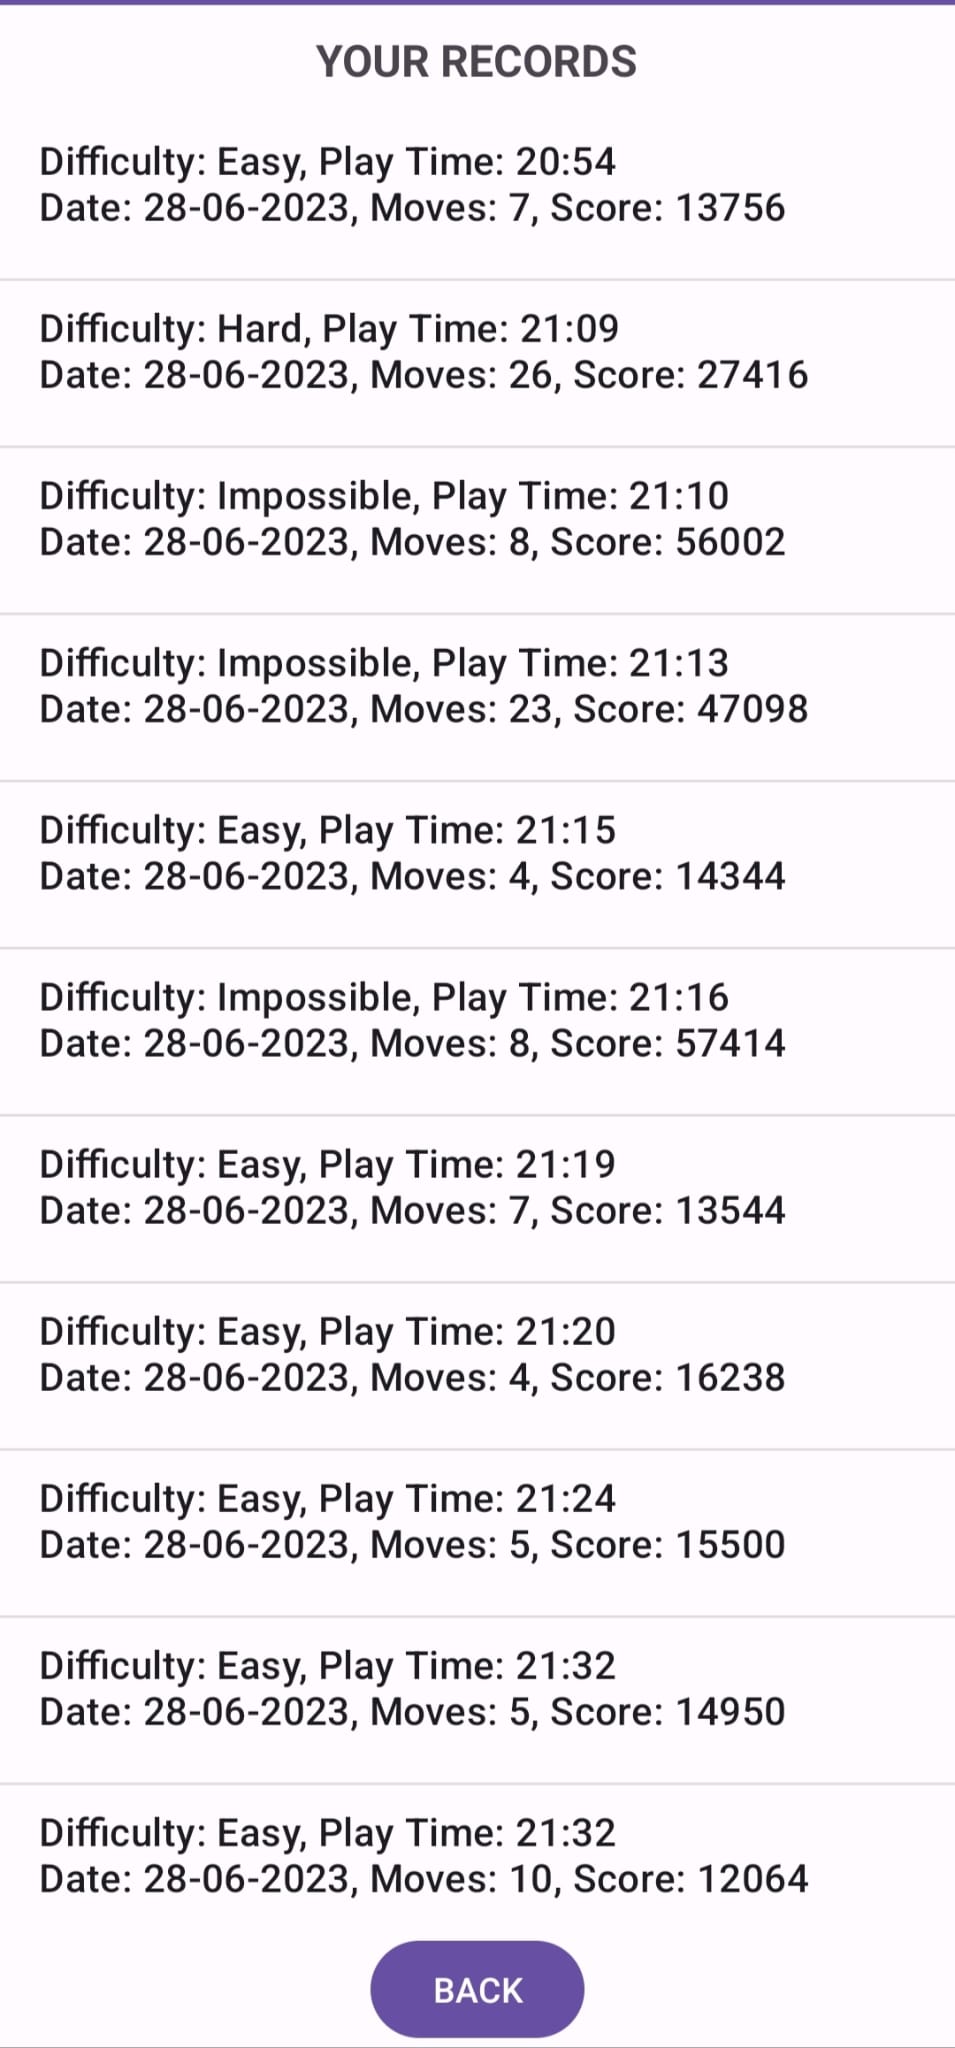 YOUR RECORDS
Difficulty: Easy, Play Time: 20:54
Date: 28-06-2023, Moves: 7, Score: 13756
Difficulty: Hard, Play Time: 21:09
Date: 28-06-2023, Moves: 26, Score: 27416
Difficulty: Impossible, Play Time: 21:10
Date: 28-06-2023, Moves: 8, Score: 56002
Difficulty: Impossible, Play Time: 21:13
Date: 28-06-2023, Moves: 23, Score: 47098
Difficulty: Easy, Play Time: 21:15
Date: 28-06-2023, Moves: 4, Score: 14344
Difficulty: Impossible, Play Time: 21:16
Date: 28-06-2023, Moves: 8, Score: 57414
Difficulty: Easy, Play Time: 21:19
Date: 28-06-2023, Moves: 7, Score: 13544
Difficulty: Easy, Play Time: 21:20
Date: 28-06-2023, Moves: 4, Score: 16238
Difficulty: Easy, Play Time: 21:24
Date: 28-06-2023, Moves: 5, Score: 15500
Difficulty: Easy, Play Time: 21:32
Date: 28-06-2023, Moves: 5, Score: 14950
Difficulty: Easy, Play Time: 21:32
Date: 28-06-2023, Moves: 10, Score: 12064
BACK